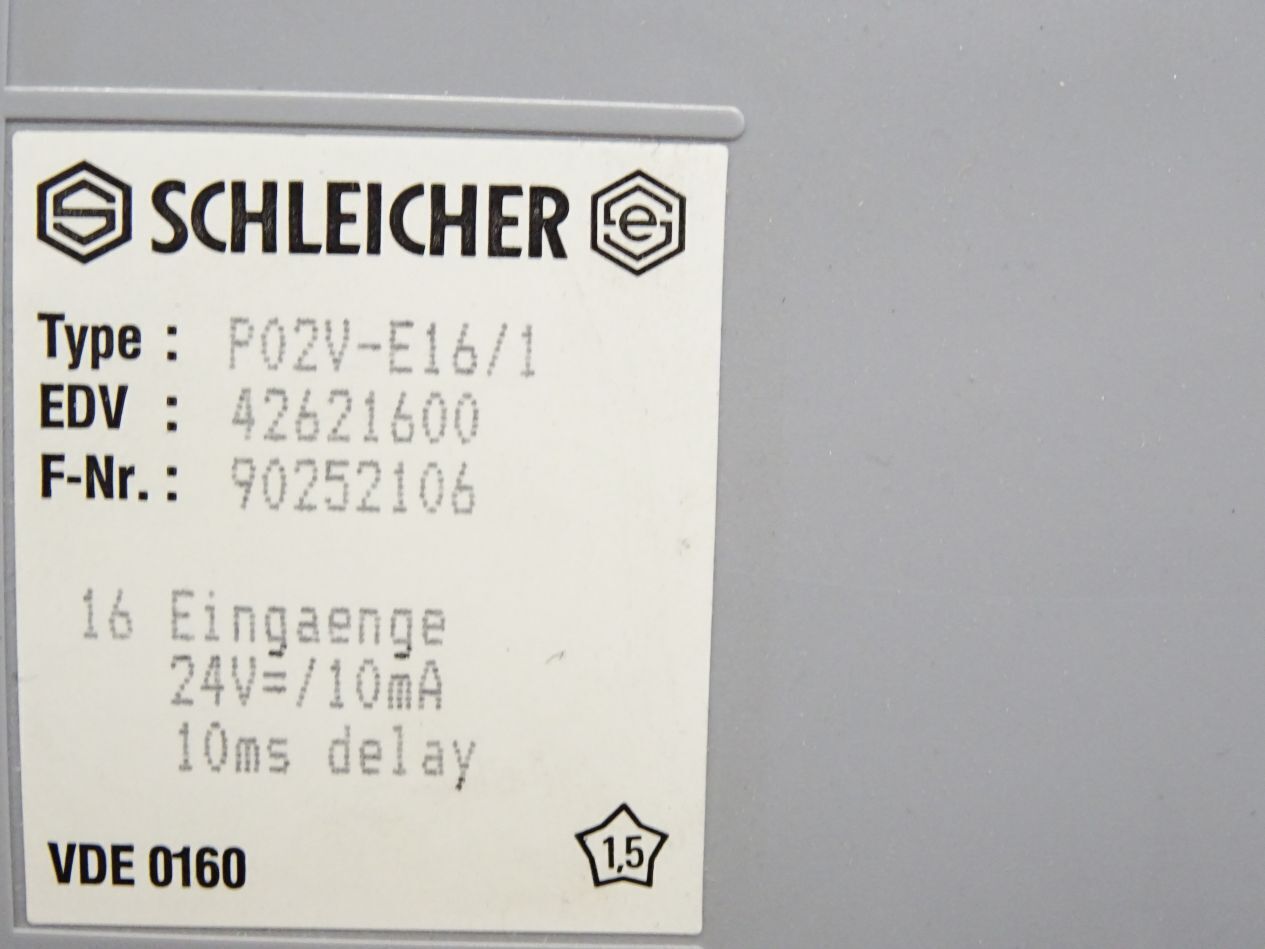 SCHLEICHER
Type : P02V-E16/1
EDV : 42621600
F-Nr. : 90252106
16 Eingaenge
24V=/10mA
10ms delay
VDE 0160
1,5